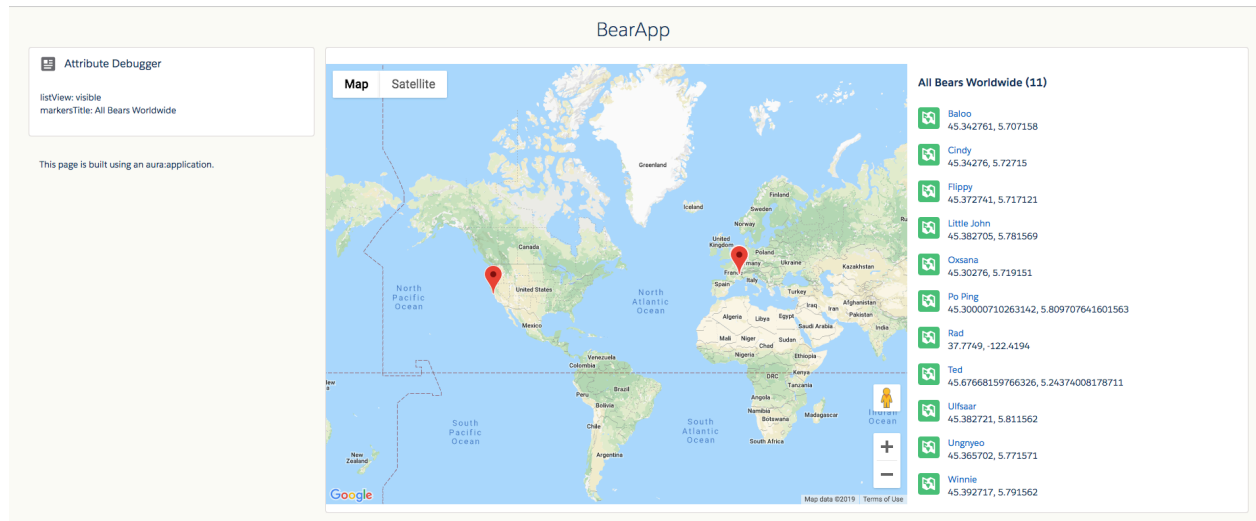 BearApp
Attribute Debugger
listView: visible
markersTitle: All Bears Worldwide
This page is built using an aura:application.
Map
Satellite
Greenland
Iceland
Finland
Sweden
Norway
United
Kingdom
Poland
many
Ukraine
Kazakhstan
Fran
Italy
Spain
Turkey
Canada
North
Pacific
Ocean
United States
North
Atlantic
Ocean
Iraq
Iran
Afghanistan
Pakistan
Algeria
Libya
Egypt
Saudi Arabia
India
Mexico
Mali
Niger
Chad
Sudan
Nigeria
Ethiopia
Venezuela
Colombia
DRC
Kenya
Tanzania
Brazil
Peru
Bolivia
Angola
Namibia
Botswana
Madagascar
Ocean
South
Pacific
Ocean
Chile
South
Atlantic
Ocean
South Africa
New
Zealand
Argentina
Google
Map data ©2019
Terms of Use
All Bears Worldwide (11)
Baloo
45.342761, 5.707158
Cindy
45.34276, 5.72715
Flippy
45.372741, 5.717121
Little John
45.382705, 5.781569
Oxsana
45.30276, 5.719151
Po Ping
45.30000710263142, 5.809707641601563
Rad
37.7749, -122.4194
Ted
45.67668159766326, 5.24374008178711
Ulfsaar
45.382721, 5.811562
Ungnyeo
45.365702, 5.771571
Winnie
45.392717, 5.791562